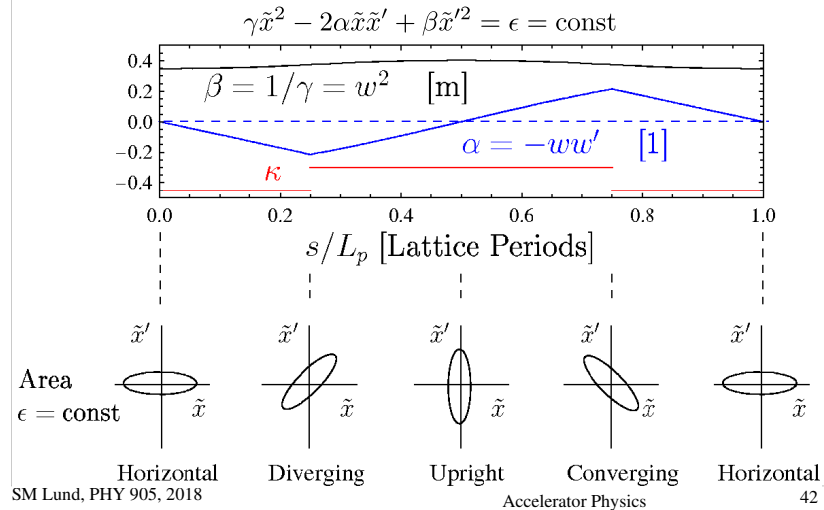 γx̃² − 2αx̃x̃′ + βx̃′² = ϵ = const
0.4
0.2
0.0
−0.2
−0.4
β = 1/γ = w² [m]
α = −ww′ [1]
κ
0.0 0.2 0.4 0.6 0.8 1.0
s/Lₚ [Lattice Periods]
x̃′ x̃′ x̃′ x̃′ x̃′
Area
ϵ = const
x̃ x̃ x̃ x̃ x̃
Horizontal Diverging Upright Converging Horizontal
SM Lund, PHY 905, 2018 Accelerator Physics 42